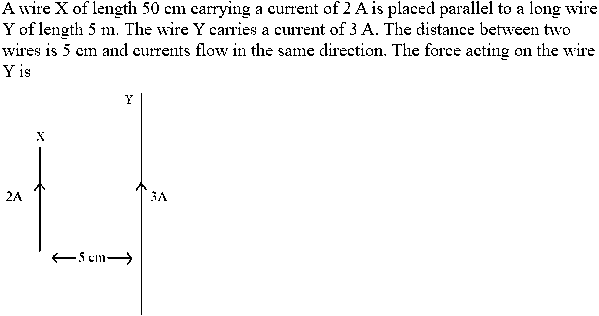 A wire X of length 50 cm carrying a current of 2 A is placed parallel to a long wire
Y of length 5 m. The wire Y carries a current of 3 A. The distance between two
wires is 5 cm and currents flow in the same direction. The force acting on the wire
Y is
Y
X
2A
3A
5 cm